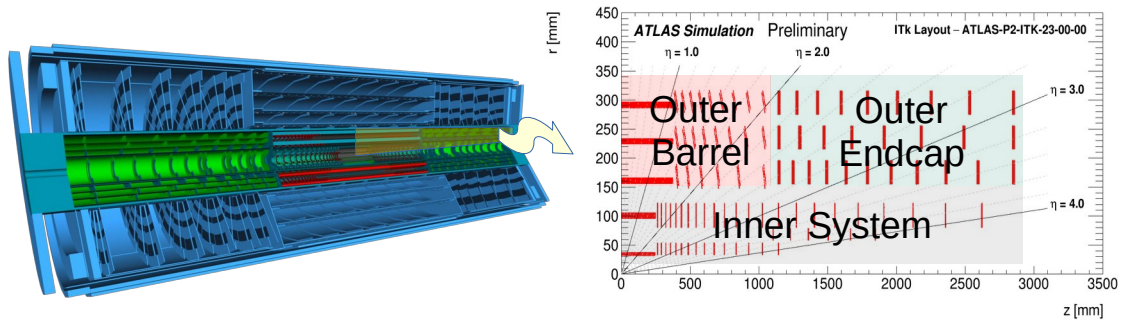 450
ATLAS Simulation Preliminary
ITk Layout – ATLAS-P2-ITK-23-00-00
r [mm]
η = 1.0
η = 2.0
400
350
η = 3.0
300
Outer
Barrel
Outer
Endcap
250
200
150
η = 4.0
100
Inner System
50
0
0 500 1000 1500 2000 2500 3000 3500
z [mm]